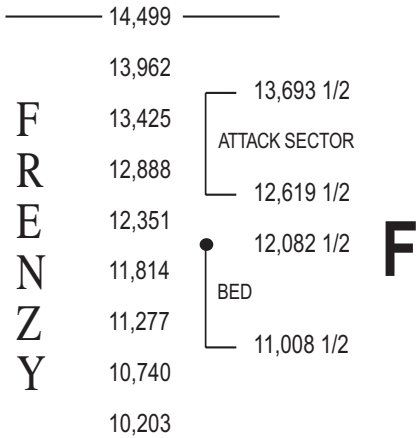 14,499
13,962
13,693 1/2
F
13,425
ATTACK SECTOR
R
12,888
12,619 1/2
E
12,351
12,082 1/2
F
N
11,814
BED
Z
11,277
11,008 1/2
Y
10,740
10,203